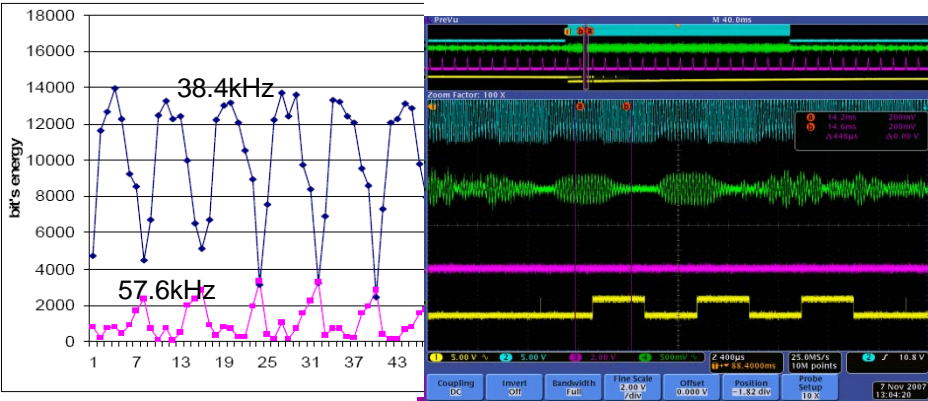 18000
16000
14000
12000
10000
8000
6000
4000
2000
0
bit's energy
38.4kHz
57.6kHz
1 7 13 19 25 31 37 43
PreVu M 40.0ms
Zoom Factor: 100 X
a 14.2ms 200mV
b 14.6ms 200mV
Δ448µs Δ0.00 V
1 5.00 V 2 5.00 V 3 2.00 V 4 500mV
Z 400µs
88.4000ms
25.0MS/s
10M points
2 10.8 V
Coupling
DC
Invert
Off
Bandwidth
Full
Fine Scale
2.00 V
/div
Offset
0.000 V
Position
-1.82 div
Probe
Setup
10 X
7 Nov 2007
13:04:20